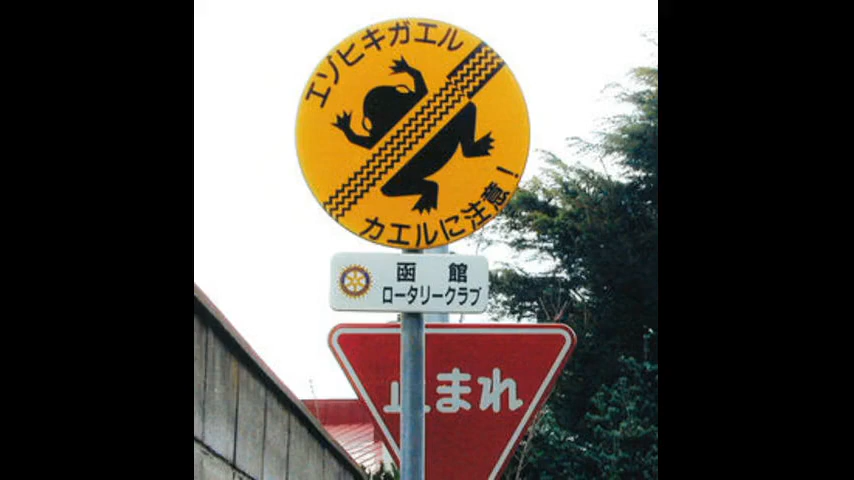 エゾヒキガエル
カエルに注意!
函館
ロータリークラブ
止まれ